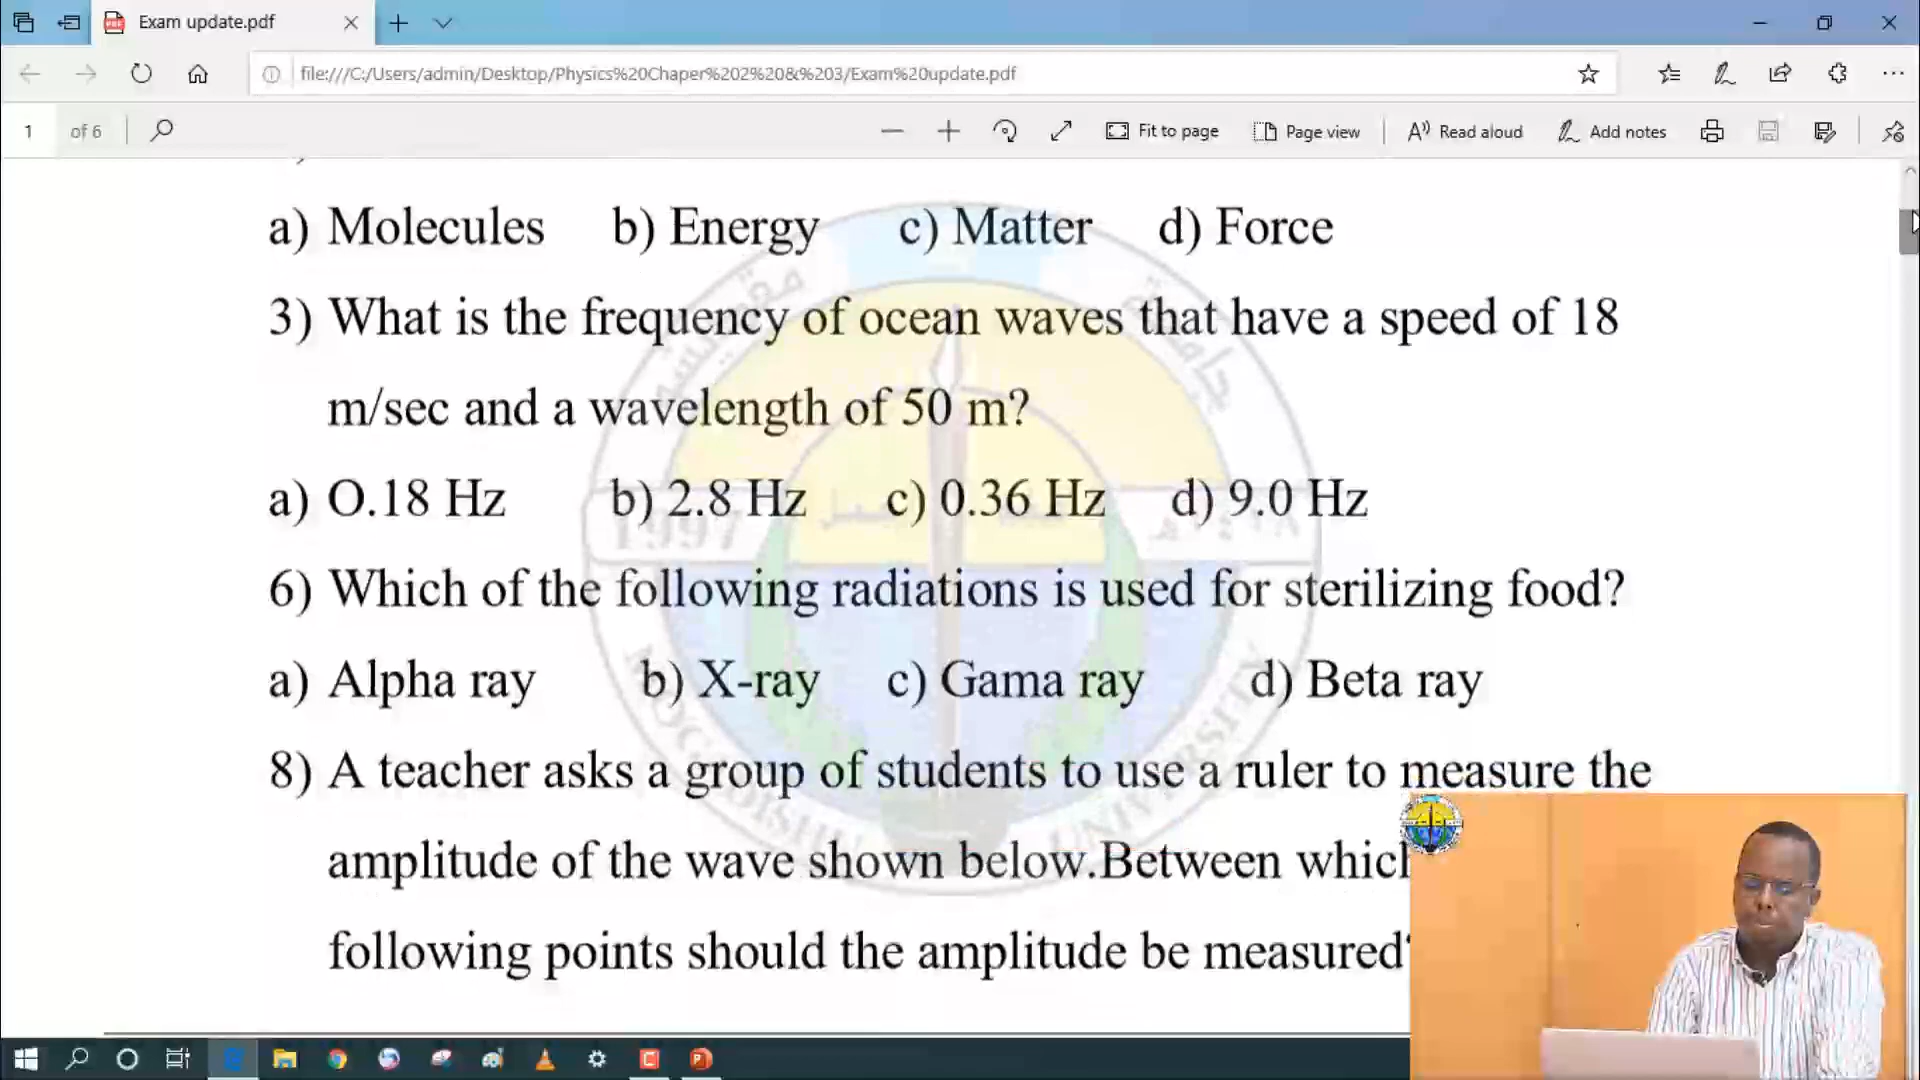 Exam update.pdf
file:///C:/Users/admin/Desktop/Physics%20Chaper%202%20&%203/Exam%20update.pdf
1 of 6 Fit to page Page view Read aloud Add notes
a) Molecules b) Energy c) Matter d) Force
3) What is the frequency of ocean waves that have a speed of 18
m/sec and a wavelength of 50 m?
a) O.18 Hz b) 2.8 Hz c) 0.36 Hz d) 9.0 Hz
1997
6) Which of the following radiations is used for sterilizing food?
a) Alpha ray b) X-ray c) Gama ray d) Beta ray
8) A teacher asks a group of students to use a ruler to measure the
UNIVERSITY
amplitude of the wave shown below.Between which
following points should the amplitude be measured